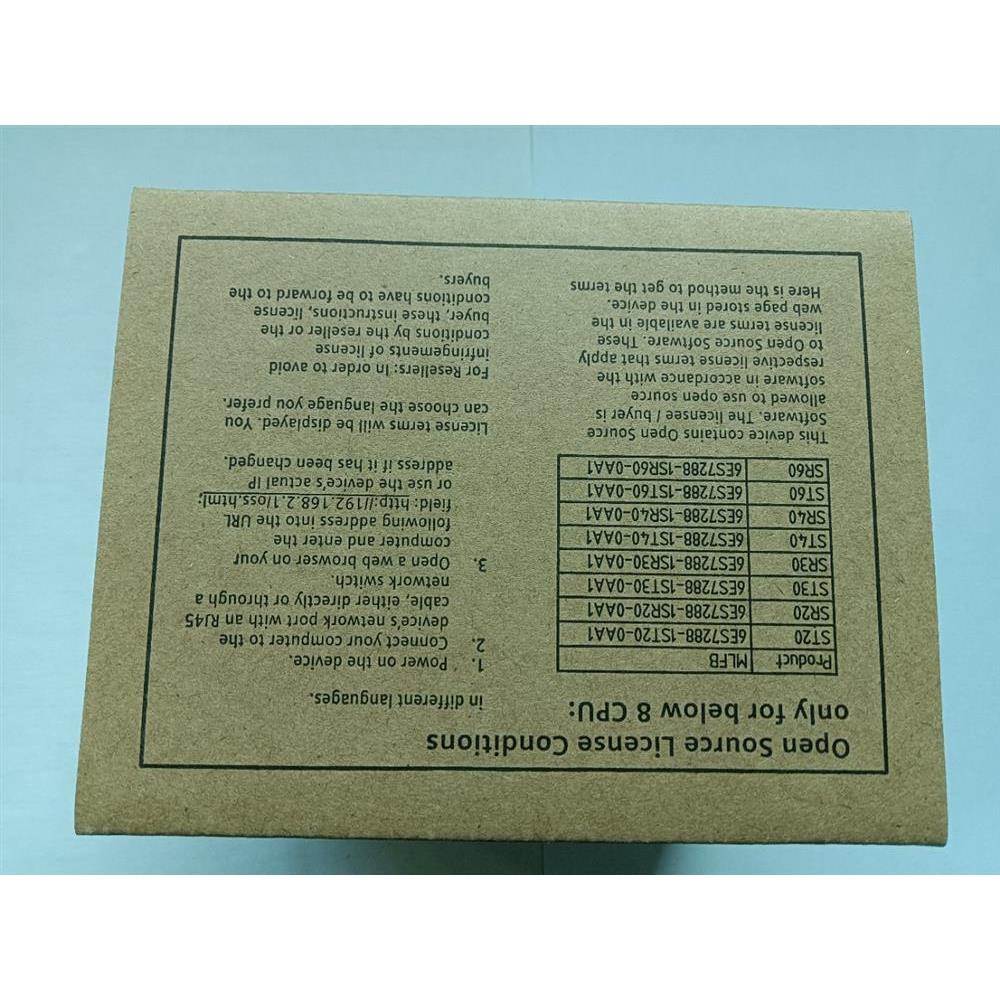 Open Source License Conditions
only for below 8 CPU:
Product MLFB
ST20 6ES7288-1ST20-0AA1
SR20 6ES7288-1SR20-0AA1
ST30 6ES7288-1ST30-0AA1
SR30 6ES7288-1SR30-0AA1
ST40 6ES7288-1ST40-0AA1
SR40 6ES7288-1SR40-0AA1
ST60 6ES7288-1ST60-0AA1
SR60 6ES7288-1SR60-0AA1
This device contains Open Source
Software. The licensee / buyer is
allowed to use open source
software in accordance with the
respective license terms that apply
to Open Source Software. These
license terms are available in the
web page stored in the device.
Here is the method to get the terms
in different languages.
1. Power on the device.
2. Connect your computer to the
device's network port with an RJ45
cable, either directly or through a
network switch.
3. Open a web browser on your
computer and enter the
following address into the URL
field: http://192.168.2.1/oss.html;
or use the device's actual IP
address if it has been changed.
License terms will be displayed. You
can choose the language you prefer.
For Resellers: In order to avoid
infringements of license
conditions by the reseller or the
buyer, these instructions, license
conditions have to be forward to the
buyers.